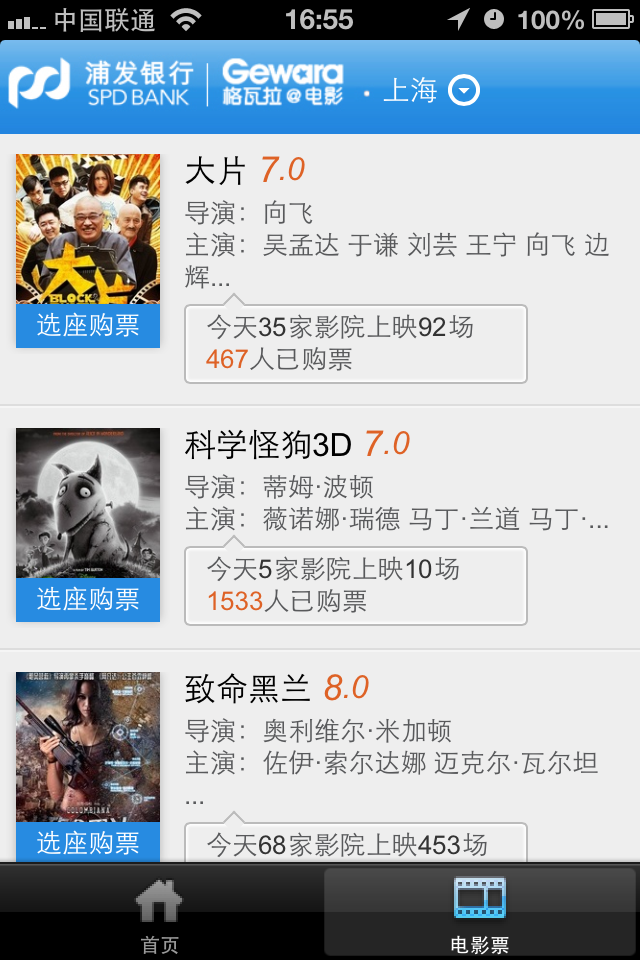 中国联通
16:55
100%
浦发银行
SPD BANK
Gewara
格瓦拉@电影
· 上海
大片 7.0
导演：向飞
主演：吴孟达 于谦 刘芸 王宁 向飞 边
辉...
大片
BLOCK
选座购票
今天35家影院上映92场
467人已购票
科学怪狗3D 7.0
导演：蒂姆·波顿
主演：薇诺娜·瑞德 马丁·兰道 马丁·...
选座购票
今天5家影院上映10场
1533人已购票
致命黑兰 8.0
导演：奥利维尔·米加顿
主演：佐伊·索尔达娜 迈克尔·瓦尔坦
...
COLOMBIANA
选座购票
今天68家影院上映453场
首页
电影票